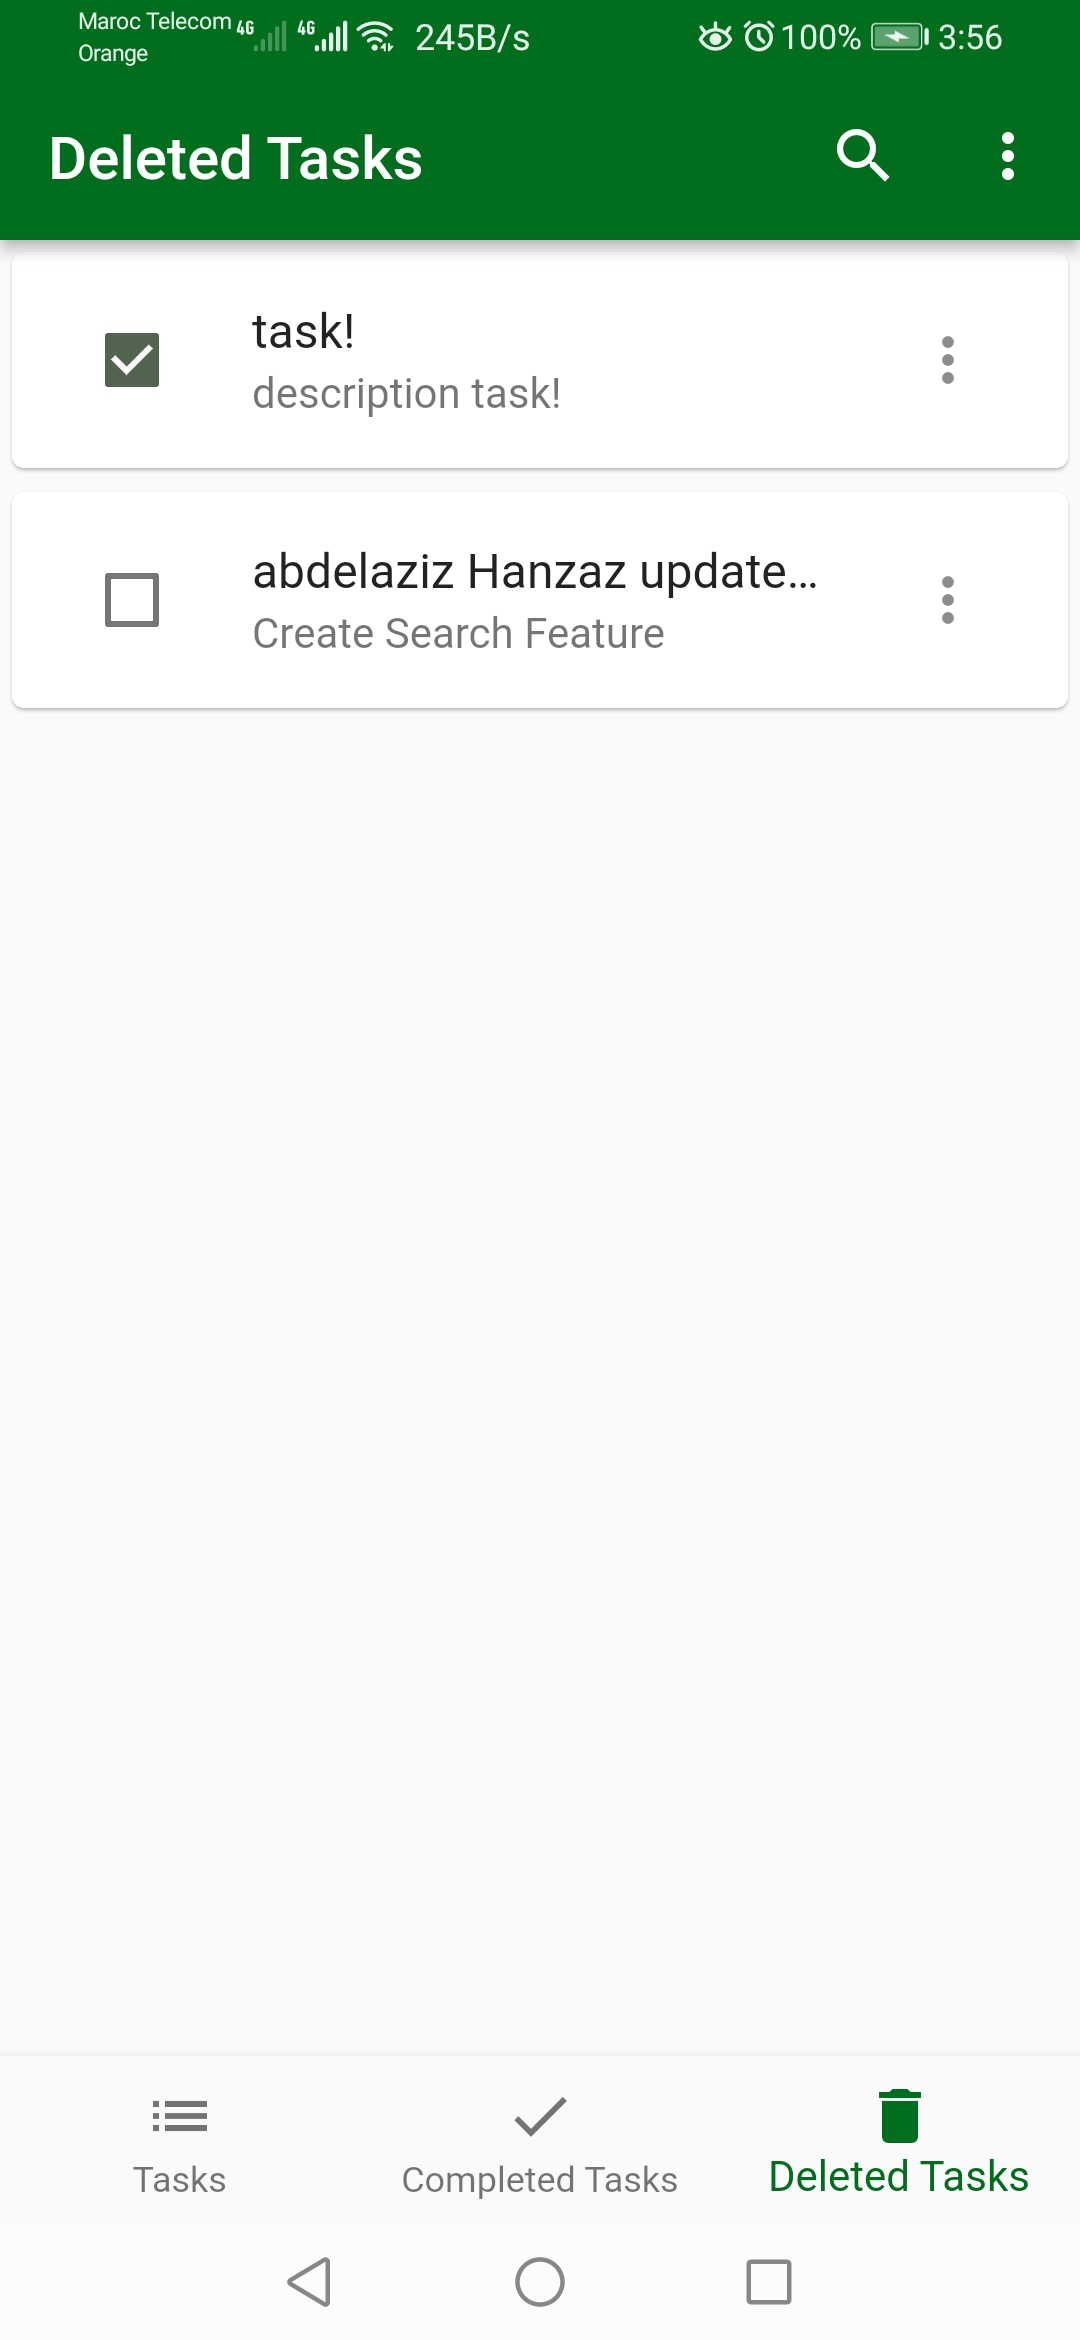 Maroc Telecom 4G 4G 245B/s 100% 3:56
Orange
Deleted Tasks
task!
description task!
abdelaziz Hanzaz update...
Create Search Feature
Tasks Completed Tasks Deleted Tasks